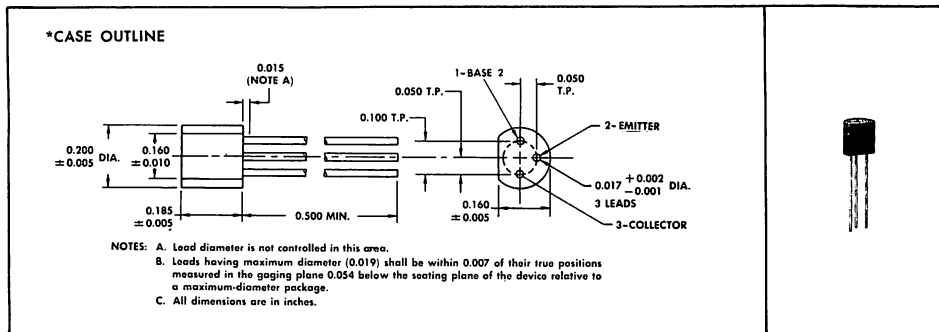 *CASE OUTLINE
0.015
(NOTE A)
1-BASE 2
0.050
T.P.
0.050 T.P.
0.100 T.P.
2- EMITTER
0.200
± 0.005 DIA.
0.160
± 0.010
0.017 +0.002
-0.001 DIA.
3 LEADS
0.185
± 0.005
0.500 MIN.
0.160
± 0.005
3-COLLECTOR
NOTES: A. Lead diameter is not controlled in this area.
B. Leads having maximum diameter (0.019) shall be within 0.007 of their true positions
measured in the gaging plane 0.054 below the seating plane of the device relative to
a maximum-diameter package.
C. All dimensions are in inches.